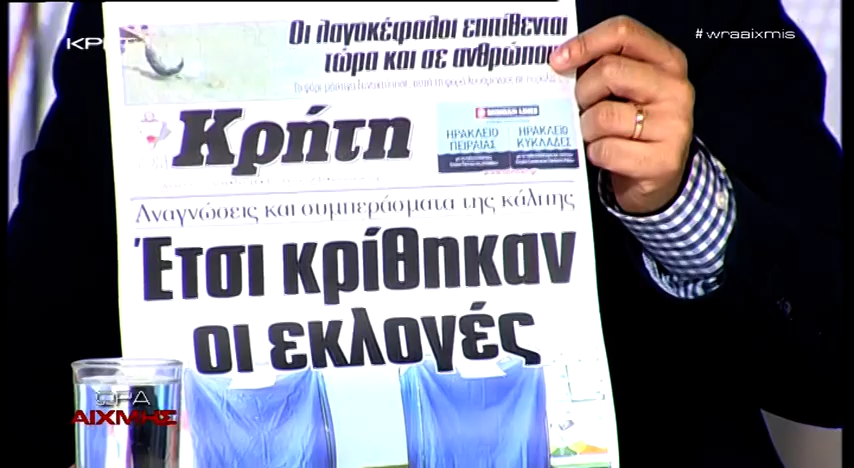 ΚΡΗ
#wraaixmis
Οι λαγοκέφαλοι επιτίθενται
τώρα και σε ανθρώπους
Κρήτη
ΗΡΑΚΛΕΙΟ
ΠΕΙΡΑΙΑΣ
ΗΡΑΚΛΕΙΟ
ΚΥΚΛΑΔΕΣ
Αναγνώσεις και συμπεράσματα της κάλπης
Έτσι κρίθηκαν
οι εκλογές
ΩΡΑ
ΑΙΧΜΗΣ